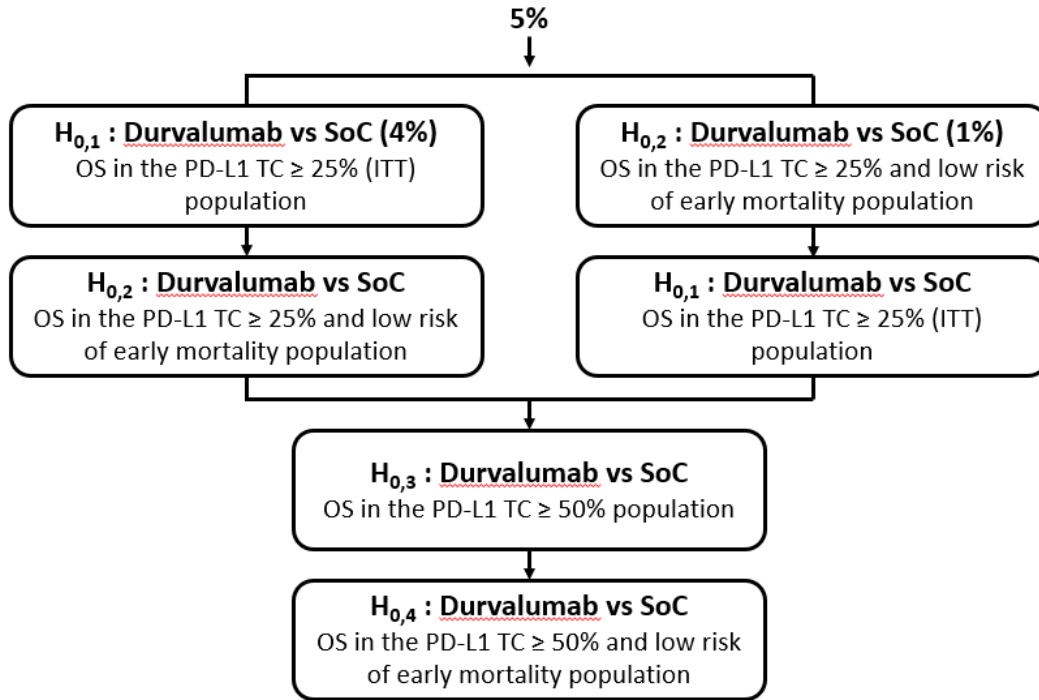 5%
H0,1 : Durvalumab vs SoC (4%)
OS in the PD-L1 TC ≥ 25% (ITT)
population
H0,2 : Durvalumab vs SoC (1%)
OS in the PD-L1 TC ≥ 25% and low risk
of early mortality population
H0,2 : Durvalumab vs SoC
OS in the PD-L1 TC ≥ 25% and low risk
of early mortality population
H0,1 : Durvalumab vs SoC
OS in the PD-L1 TC ≥ 25% (ITT)
population
H0,3 : Durvalumab vs SoC
OS in the PD-L1 TC ≥ 50% population
H0,4 : Durvalumab vs SoC
OS in the PD-L1 TC ≥ 50% and low risk
of early mortality population